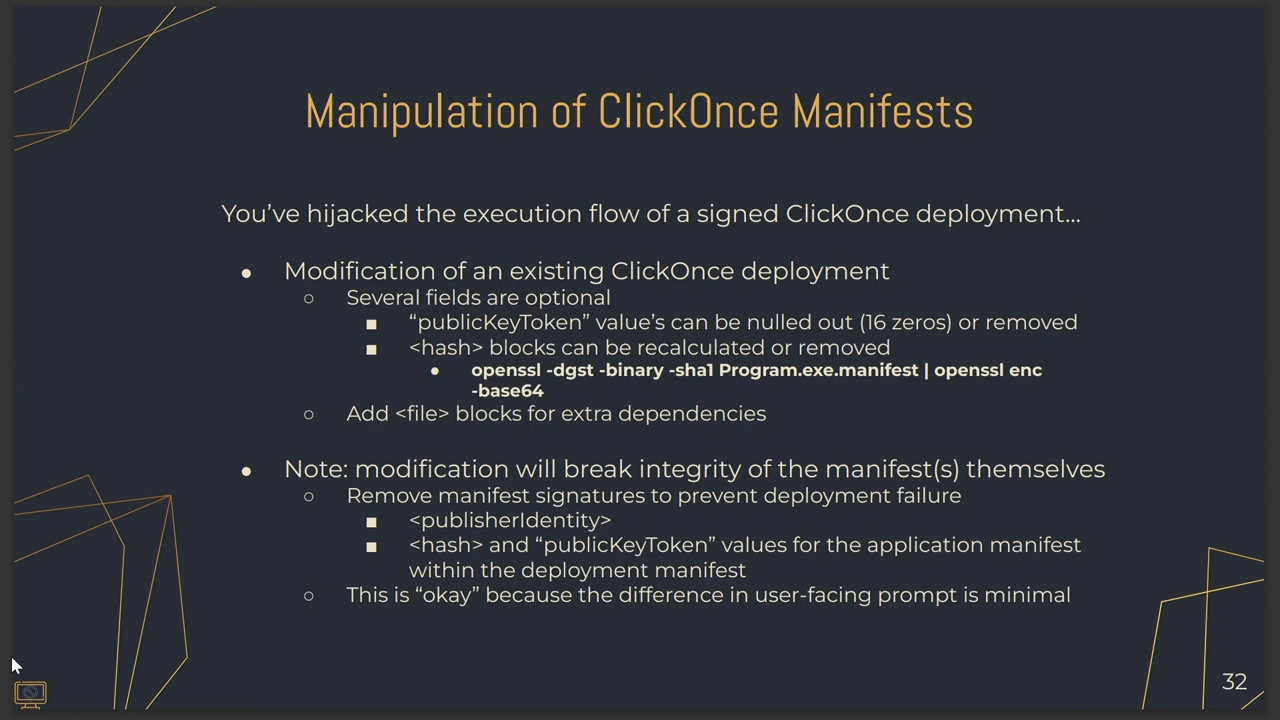 Manipulation of ClickOnce Manifests
You’ve hijacked the execution flow of a signed ClickOnce deployment...
● Modification of an existing ClickOnce deployment
○ Several fields are optional
■ “publicKeyToken” value’s can be nulled out (16 zeros) or removed
■ <hash> blocks can be recalculated or removed
● openssl -dgst -binary -sha1 Program.exe.manifest | openssl enc
-base64
○ Add <file> blocks for extra dependencies
● Note: modification will break integrity of the manifest(s) themselves
○ Remove manifest signatures to prevent deployment failure
■ <publisherIdentity>
■ <hash> and “publicKeyToken” values for the application manifest
within the deployment manifest
○ This is “okay” because the difference in user-facing prompt is minimal
32